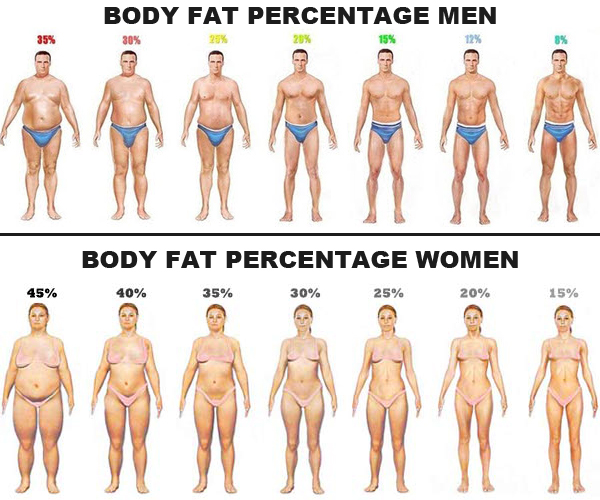 BODY FAT PERCENTAGE MEN
35% 30% 25% 20% 15% 12% 8%
BODY FAT PERCENTAGE WOMEN
45% 40% 35% 30% 25% 20% 15%